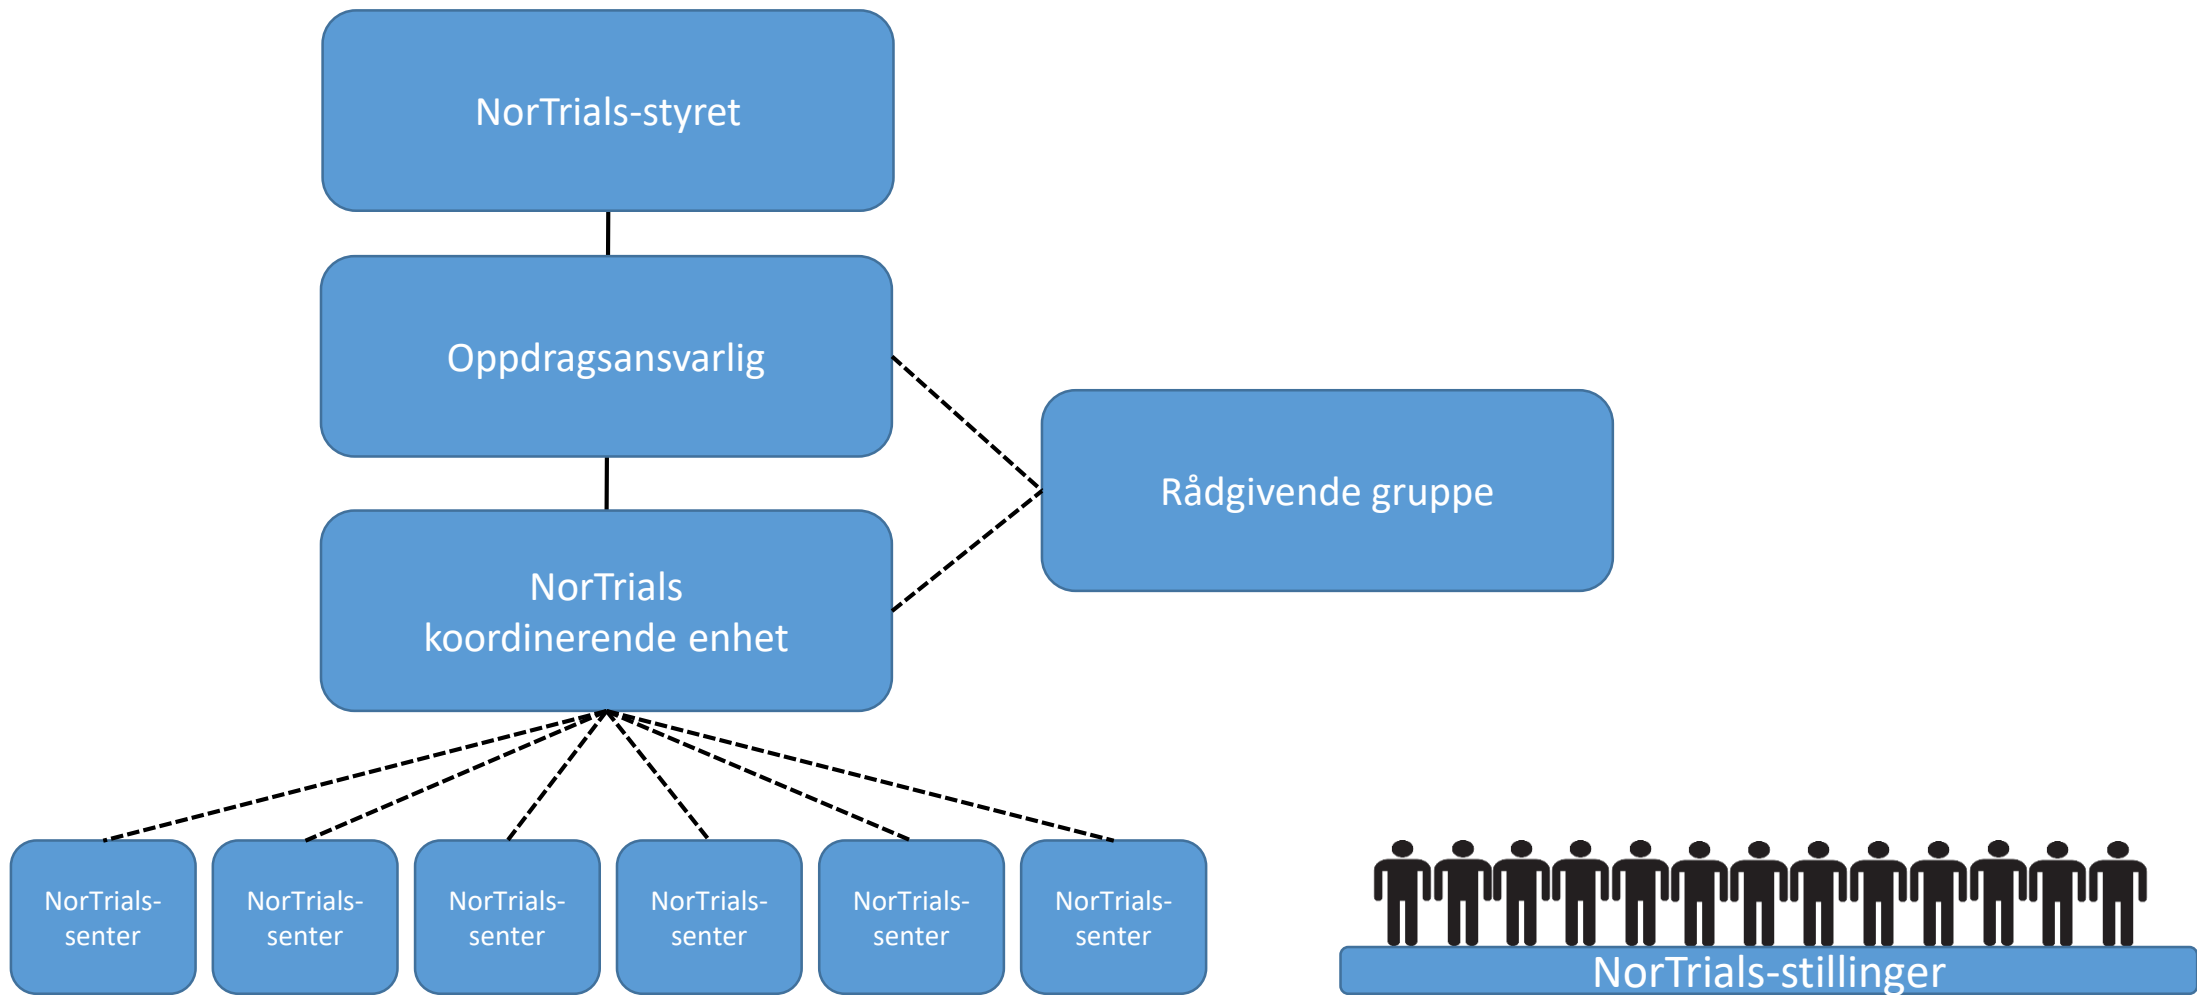 NorTrials-styret
Oppdragsansvarlig
Rådgivende gruppe
NorTrials
koordinerende enhet
NorTrials-
senter
NorTrials-
senter
NorTrials-
senter
NorTrials-
senter
NorTrials-
senter
NorTrials-
senter
NorTrials-stillinger